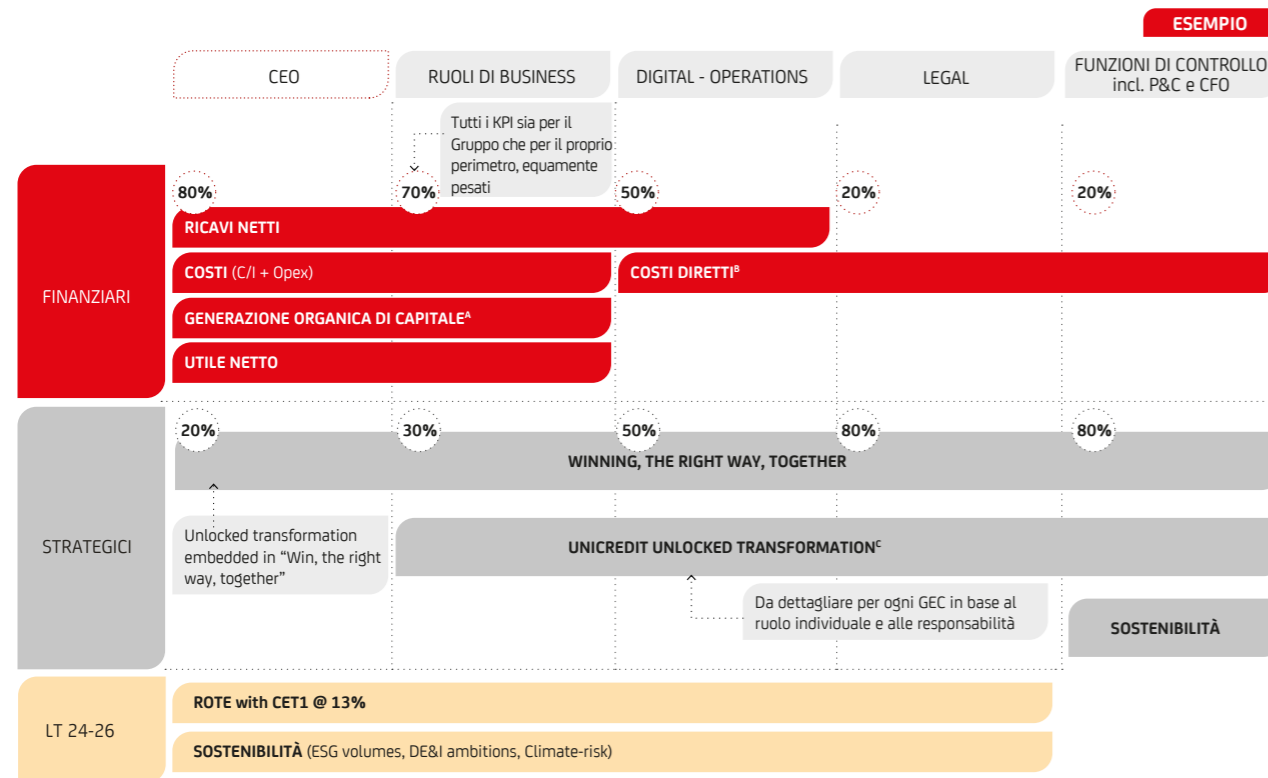 ESEMPIO
CEO
RUOLI DI BUSINESS
DIGITAL - OPERATIONS
LEGAL
FUNZIONI DI CONTROLLO
incl. P&C e CFO
Tutti i KPI sia per il
Gruppo che per il proprio
perimetro, equamente
pesati
FINANZIARI
80%
70%
50%
20%
20%
RICAVI NETTI
COSTI (C/I + Opex)
COSTI DIRETTIᴮ
GENERAZIONE ORGANICA DI CAPITALEᴬ
UTILE NETTO
STRATEGICI
20%
30%
50%
80%
80%
WINNING, THE RIGHT WAY, TOGETHER
Unlocked transformation
embedded in “Win, the right
way, together”
UNICREDIT UNLOCKED TRANSFORMATIONᶜ
Da dettagliare per ogni GEC in base al
ruolo individuale e alle responsabilità
SOSTENIBILITÀ
LT 24-26
ROTE with CET1 @ 13%
SOSTENIBILITÀ (ESG volumes, DE&I ambitions, Climate-risk)